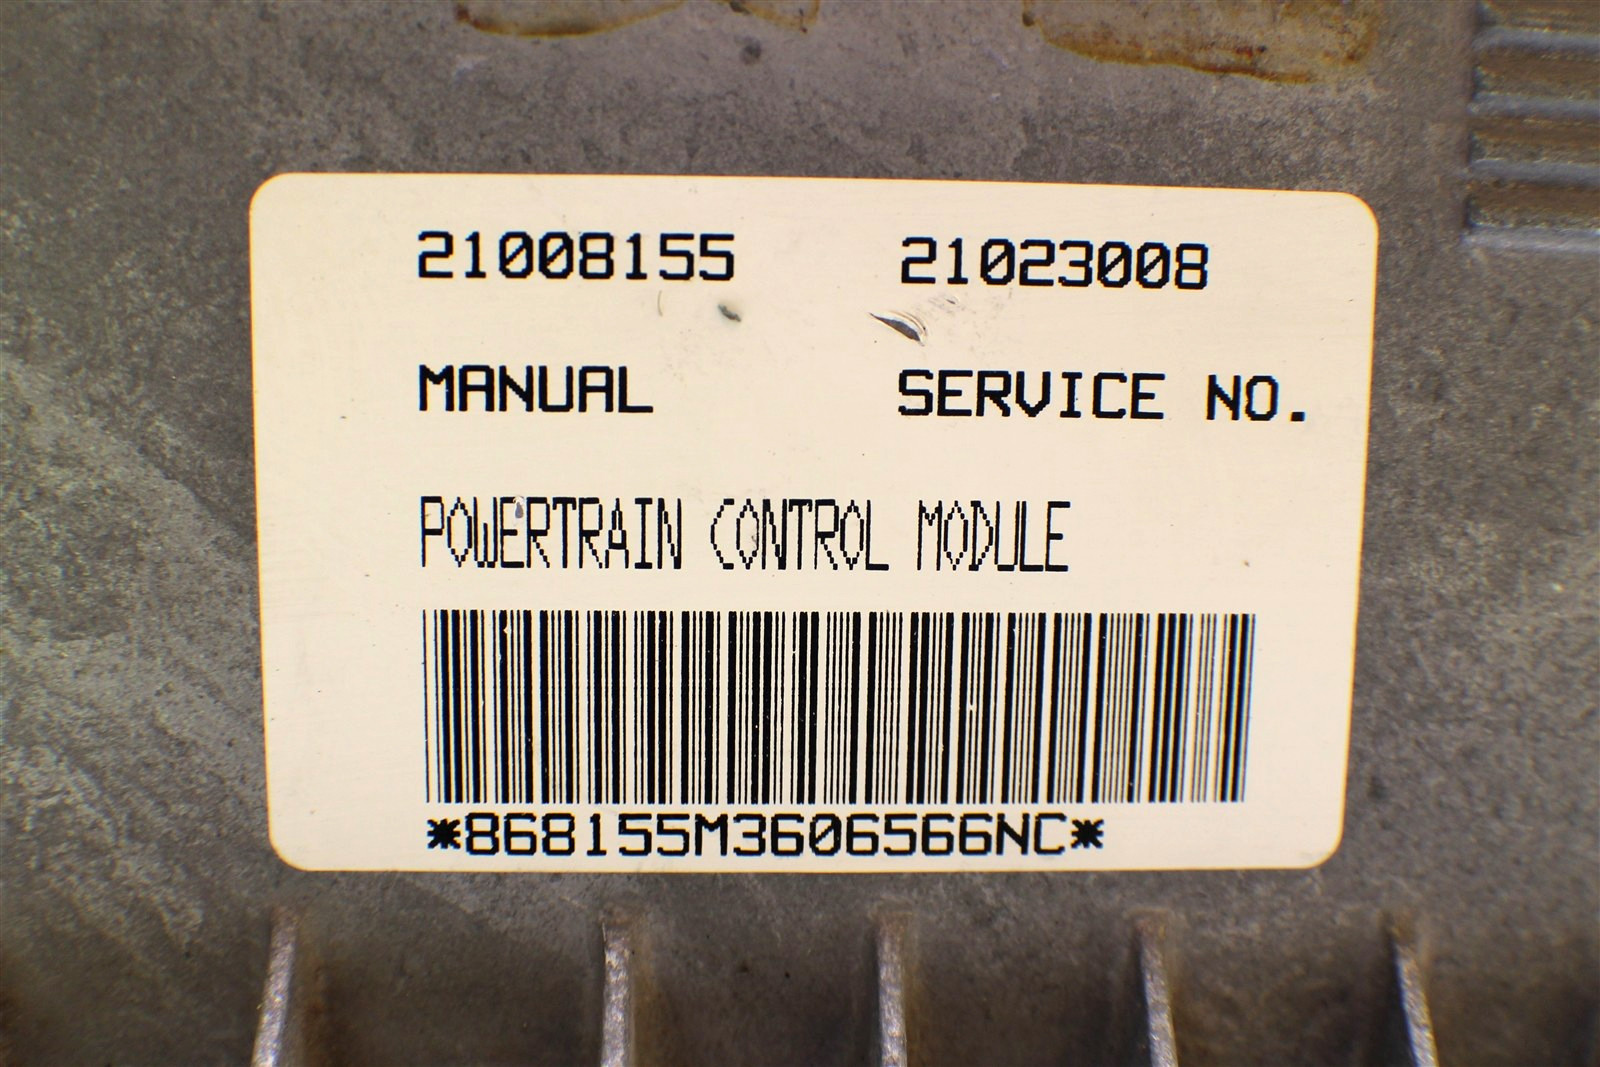 21008155 21023008
MANUAL SERVICE NO.
POWERTRAIN CONTROL MODULE
*868155M3606566NC*